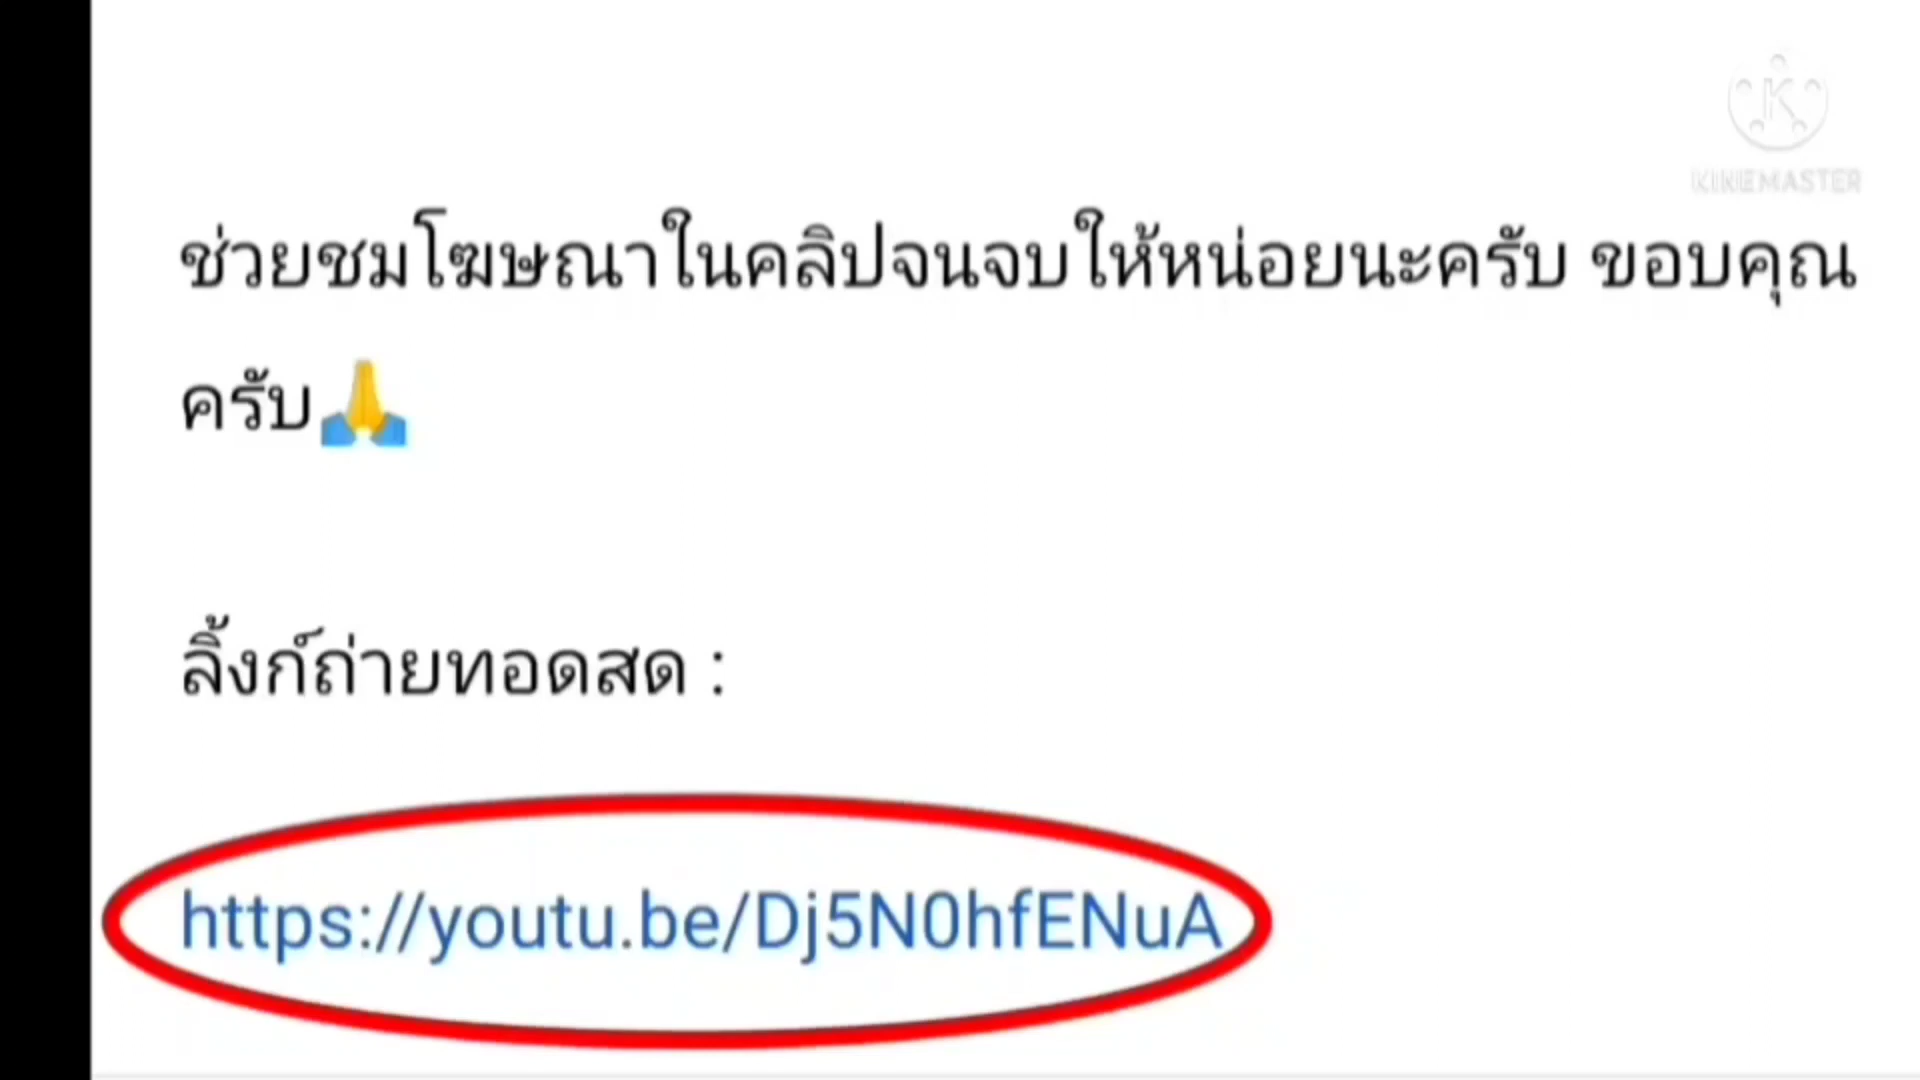 KINEMASTER
ช่วยชมโฆษณาในคลิปจนจบให้หน่อยนะครับ ขอบคุณ
ครับ🙏
ลิ้งก์ถ่ายทอดสด :
https://youtu.be/Dj5N0hfENuA